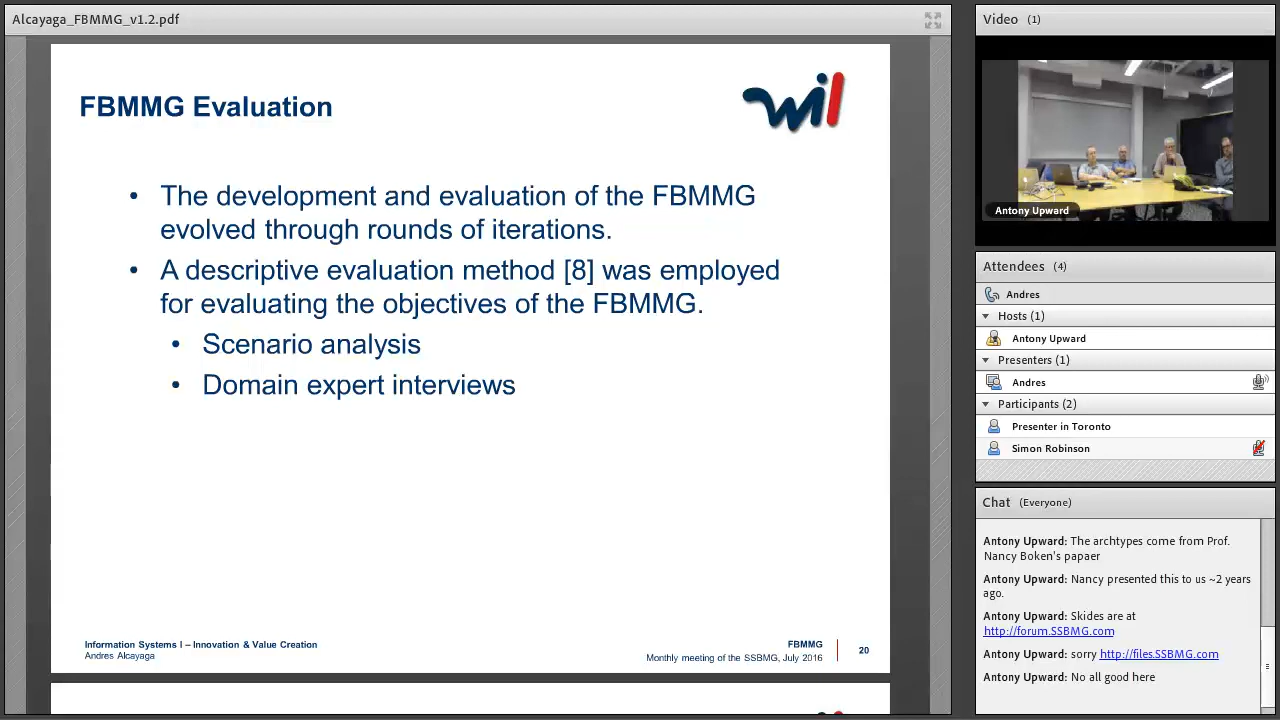 Alcayaga_FBMMG_v1.2.pdf
FBMMG Evaluation
wil
• The development and evaluation of the FBMMG
evolved through rounds of iterations.
• A descriptive evaluation method [8] was employed
for evaluating the objectives of the FBMMG.
• Scenario analysis
• Domain expert interviews
Information Systems I – Innovation & Value Creation
Andres Alcayaga
FBMMG
Monthly meeting of the SSBMG, July 2016
20
Video (1)
Antony Upward
Attendees (4)
Andres
Hosts (1)
Antony Upward
Presenters (1)
Andres
Participants (2)
Presenter in Toronto
Simon Robinson
Chat (Everyone)
Antony Upward: The archtypes come from Prof.
Nancy Boken's papaer
Antony Upward: Nancy presented this to us ~2 years
ago.
Antony Upward: Skides are at
http://forum.SSBMG.com
Antony Upward: sorry http://files.SSBMG.com
Antony Upward: No all good here